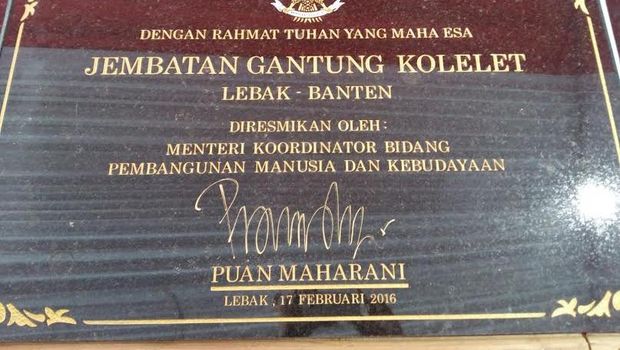 DENGAN RAHMAT TUHAN YANG MAHA ESA
JEMBATAN GANTUNG KOLELET
LEBAK - BANTEN
DIRESMIKAN OLEH :
MENTERI KOORDINATOR BIDANG
PEMBANGUNAN MANUSIA DAN KEBUDAYAAN
PUAN MAHARANI
LEBAK , 17 FEBRUARI 2016